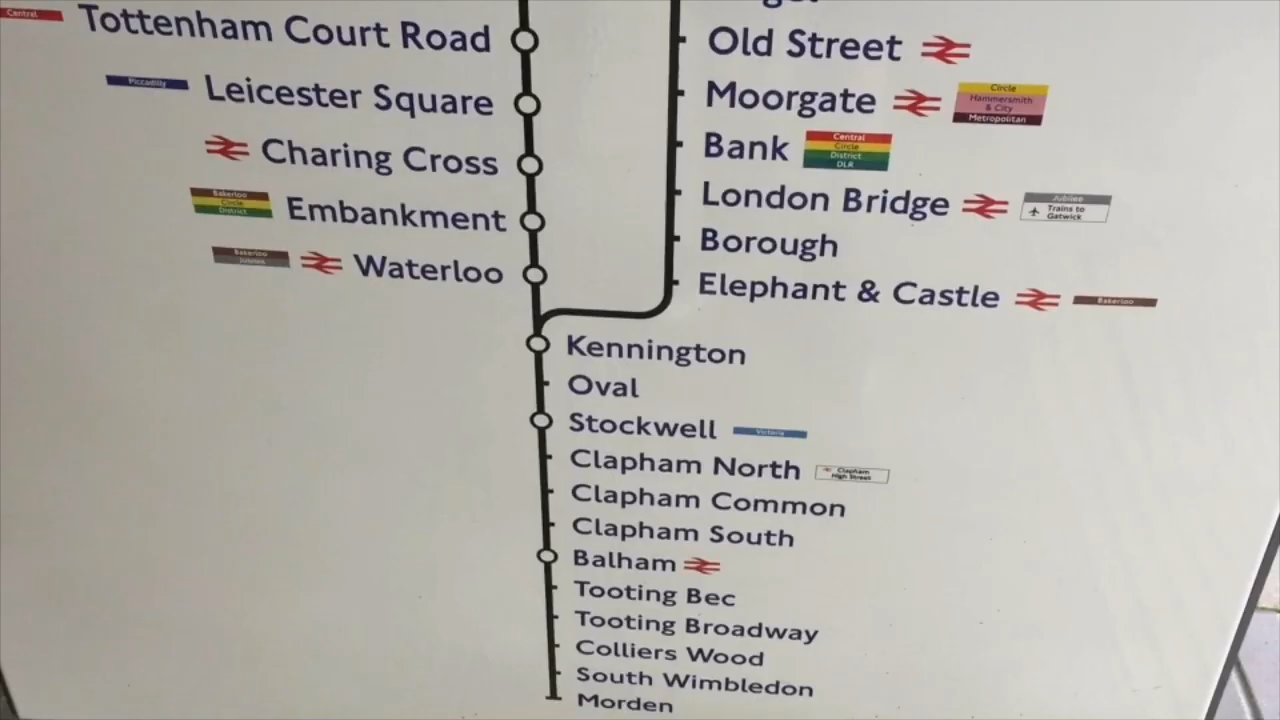 Central
Tottenham Court Road
Piccadilly
Leicester Square
Charing Cross
Bakerloo
Circle
District
Embankment
Bakerloo
Jubilee
Waterloo
Old Street
Moorgate
Circle
Hammersmith
& City
Metropolitan
Bank
Central
Circle
District
DLR
London Bridge
Jubilee
Trains to
Gatwick
Borough
Elephant & Castle
Bakerloo
Kennington
Oval
Stockwell
Victoria
Clapham North
Clapham
High Street
Clapham Common
Clapham South
Balham
Tooting Bec
Tooting Broadway
Colliers Wood
South Wimbledon
Morden